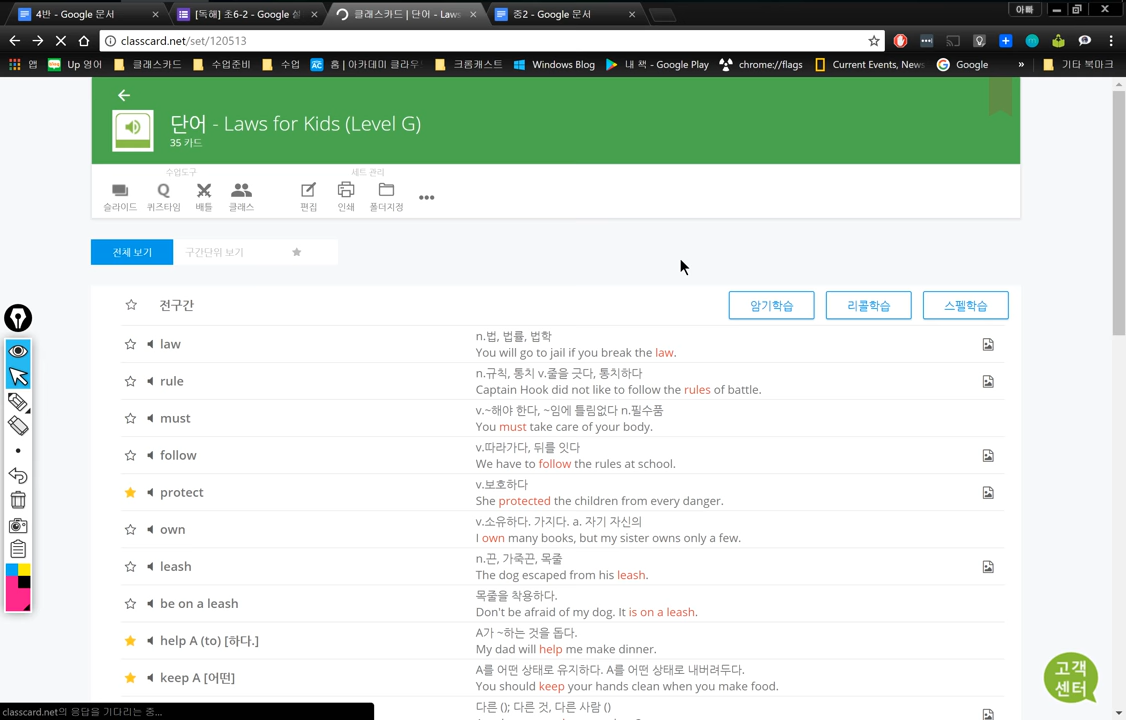 4반 - Google 문서
[독해] 초6-2 - Google 설
클래스카드 | 단어 - Laws
중2 - Google 문서
아빠
classcard.net/set/120513
앱
Up 영어
클래스카드
수업준비
수업
홈 | 아카데미 클라우
크롬캐스트
Windows Blog
내 책 - Google Play
chrome://flags
Current Events, News
Google
»
기타 북마크
단어 - Laws for Kids (Level G)
35 카드
수업도구
세트 관리
슬라이드
퀴즈타임
배틀
클래스
편집
인쇄
폴더지정
전체 보기
구간단위 보기
전구간
암기학습
리콜학습
스펠학습
law
n.법, 법률, 법학
You will go to jail if you break the law.
rule
n.규칙, 통치 v.줄을 긋다, 통치하다
Captain Hook did not like to follow the rules of battle.
must
v.~해야 한다, ~임에 틀림없다 n.필수품
You must take care of your body.
follow
v.따라가다, 뒤를 잇다
We have to follow the rules at school.
protect
v.보호하다
She protected the children from every danger.
own
v.소유하다. 가지다. a. 자기 자신의
I own many books, but my sister owns only a few.
leash
n.끈, 가죽끈, 목줄
The dog escaped from his leash.
be on a leash
목줄을 착용하다.
Don't be afraid of my dog. It is on a leash.
help A (to) [하다.]
A가 ~하는 것을 돕다.
My dad will help me make dinner.
keep A [어떤]
A를 어떤 상태로 유지하다. A를 어떤 상태로 내버려두다.
You should keep your hands clean when you make food.
다른 (); 다른 것, 다른 사람 ()
고객
센터
classcard.net의 응답을 기다리는 중...